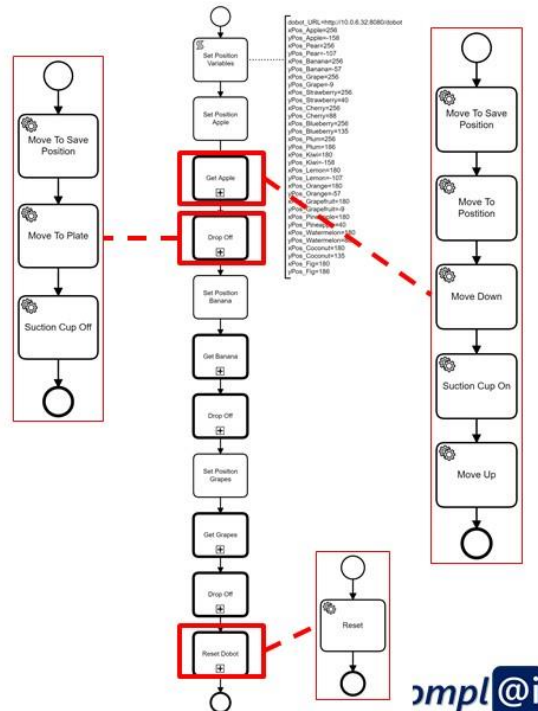 Move To Save
Position
Move To Plate
Suction Cup Off
Set Position
Variables
Set Position
Apple
Get Apple
Drop Off
Set Position
Banana
Get Banana
Drop Off
Set Position
Grapes
Get Grapes
Drop Off
Reset Dobot
dobot_URL=http://10.0.6.32:8080/dobot
xPos_Apple=256
yPos_Apple=-158
xPos_Pear=256
yPos_Pear=-107
xPos_Banana=256
yPos_Banana=-57
xPos_Grape=256
yPos_Grape=-9
xPos_Strawberry=256
yPos_Strawberry=40
xPos_Cherry=256
yPos_Cherry=88
xPos_Blueberry=256
yPos_Blueberry=135
xPos_Plum=256
yPos_Plum=186
xPos_Kiwi=180
yPos_Kiwi=-158
xPos_Lemon=180
yPos_Lemon=-107
xPos_Orange=180
yPos_Orange=-57
xPos_Grapefruit=180
yPos_Grapefruit=-9
xPos_Pineapple=180
yPos_Pineapple=40
xPos_Watermelon=180
xPos_Coconut=180
yPos_Coconut=135
xPos_Fig=180
yPos_Fig=186
Move To Save
Position
Move To
Postition
Move Down
Suction Cup On
Move Up
Reset
ompl@i